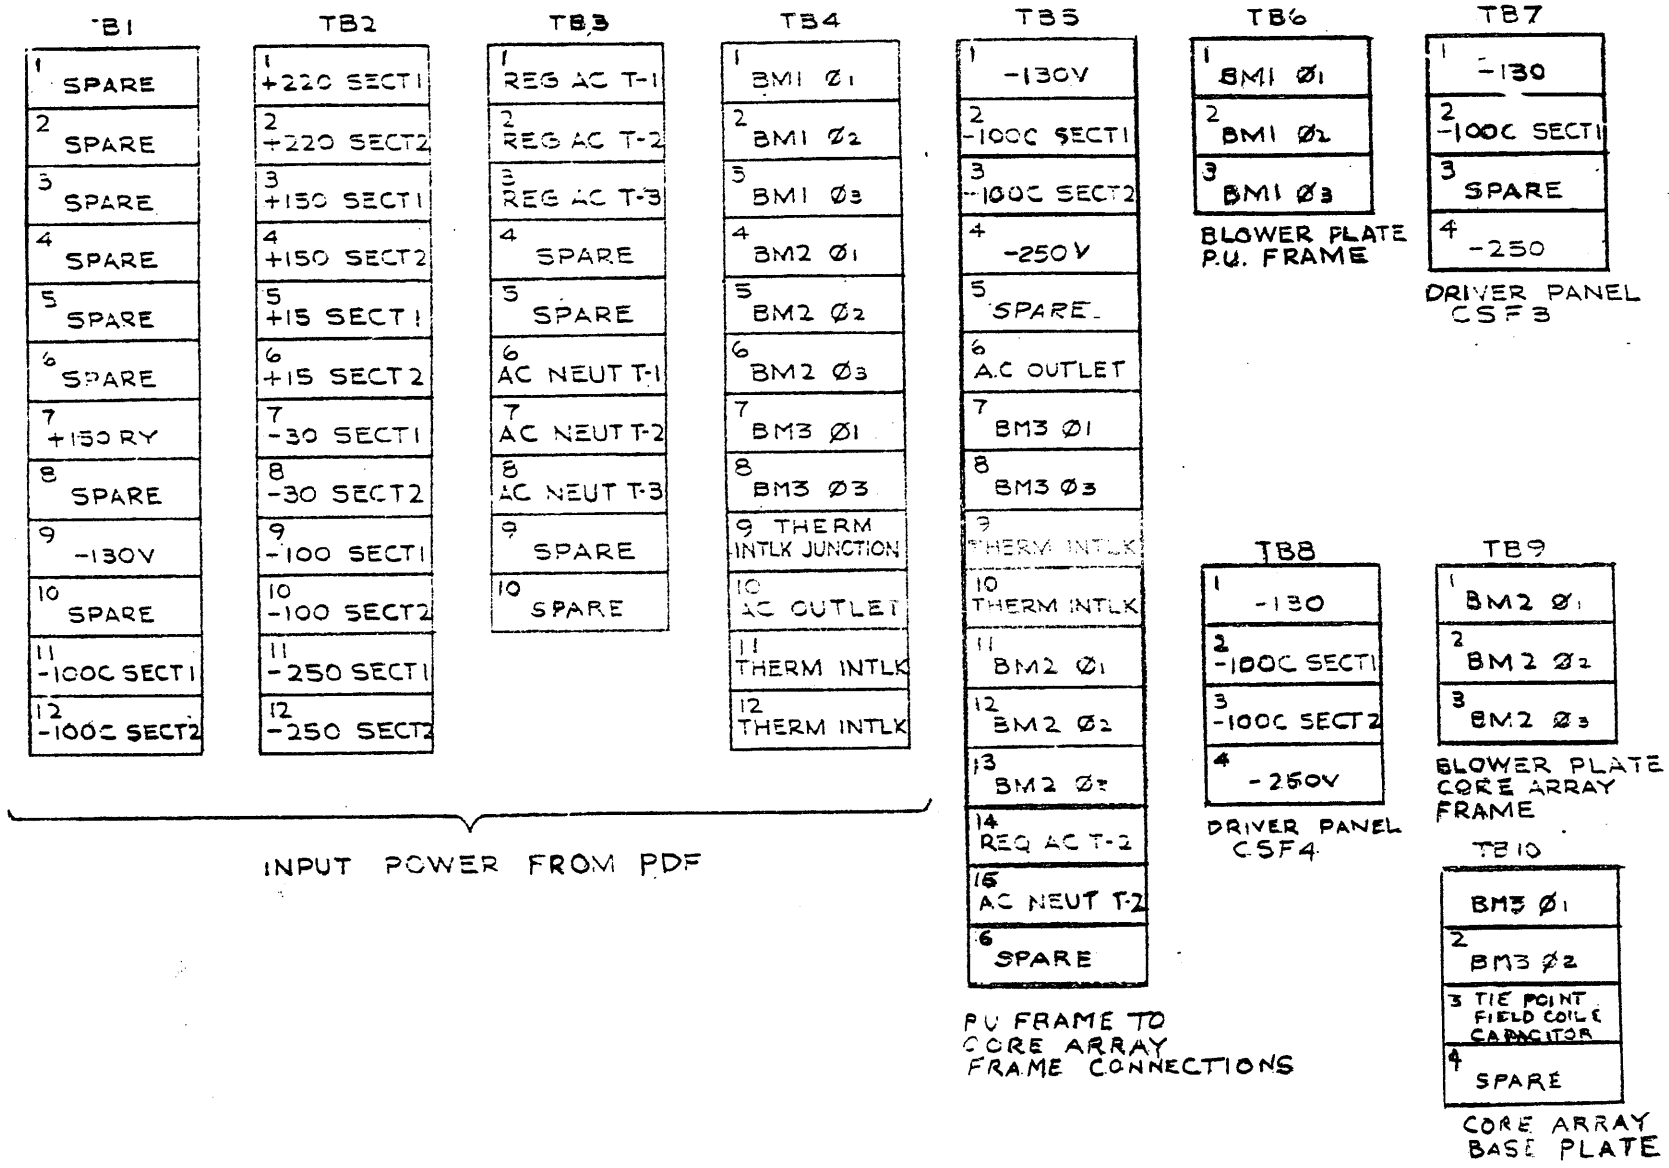 TB1
1
SPARE
2
SPARE
3
SPARE
4
SPARE
5
SPARE
6
SPARE
7
+150 RY
8
SPARE
9
-130V
10
SPARE
11
-100C SECT1
12
-100C SECT2
TB2
1
+220 SECT1
2
+220 SECT2
3
+150 SECT1
4
+150 SECT2
5
+15 SECT1
6
+15 SECT2
7
-30 SECT1
8
-30 SECT2
9
-100 SECT1
10
-100 SECT2
11
-250 SECT1
12
-250 SECT2
TB3
1
REG AC T-1
2
REG AC T-2
3
REG AC T-3
4
SPARE
5
SPARE
6
AC NEUT T-1
7
AC NEUT T-2
8
AC NEUT T-3
9
SPARE
10
SPARE
TB4
1
BM1 Ø1
2
BM1 Ø2
3
BM1 Ø3
4
BM2 Ø1
5
BM2 Ø2
6
BM2 Ø3
7
BM3 Ø1
8
BM3 Ø3
9 THERM
INTLK JUNCTION
10
AC OUTLET
11
THERM INTLK
12
THERM INTLK
INPUT POWER FROM PDF
TB5
1
-130V
2
-100C SECT1
3
-100C SECT2
4
-250V
5
SPARE
6
A.C OUTLET
7
BM3 Ø1
8
BM3 Ø3
9
THERM INTLK
10
THERM INTLK
11
BM2 Ø1
12
BM2 Ø2
13
BM2
14
REQ AC T-2
15
AC NEUT T-2
6
SPARE
PU FRAME TO
CORE ARRAY
FRAME CONNECTIONS
TB6
1
BM1 Ø1
2
BM1 Ø2
3
BM1 Ø3
BLOWER PLATE
P.U. FRAME
TB7
1
-130
2
-100C SECT1
3
SPARE
4
-250
DRIVER PANEL
CSF3
TB8
1
-130
2
-100C SECT1
3
-100C SECT2
4
-250V
DRIVER PANEL
CSF4
TB9
1
BM2 Ø1
2
BM2 Ø2
3
BM2 Ø3
BLOWER PLATE
CORE ARRAY
FRAME
TB10
BM3 Ø1
2
BM3 Ø2
3 TIE POINT
FIELD COIL &
CAPACITOR
4
SPARE
CORE ARRAY
BASE PLATE